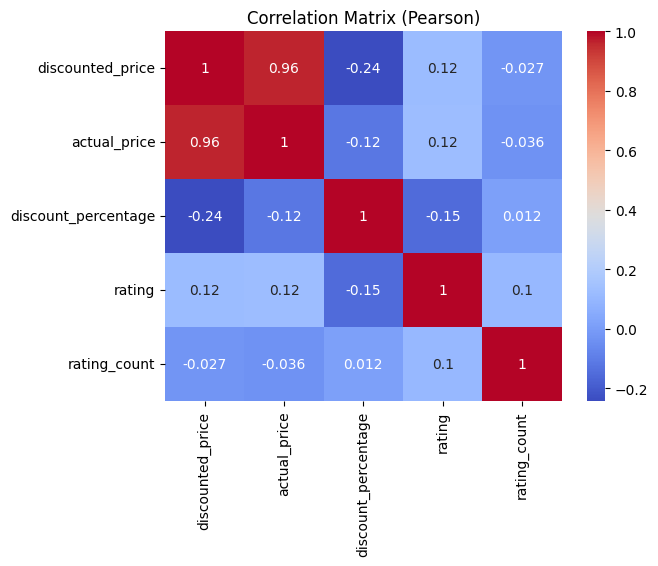 Correlation Matrix (Pearson)
discounted_price 1 0.96 -0.24 0.12 -0.027
actual_price 0.96 1 -0.12 0.12 -0.036
discount_percentage -0.24 -0.12 1 -0.15 0.012
rating 0.12 0.12 -0.15 1 0.1
rating_count -0.027 -0.036 0.012 0.1 1
discounted_price
actual_price
discount_percentage
rating
rating_count
1.0
0.8
0.6
0.4
0.2
0.0
−0.2